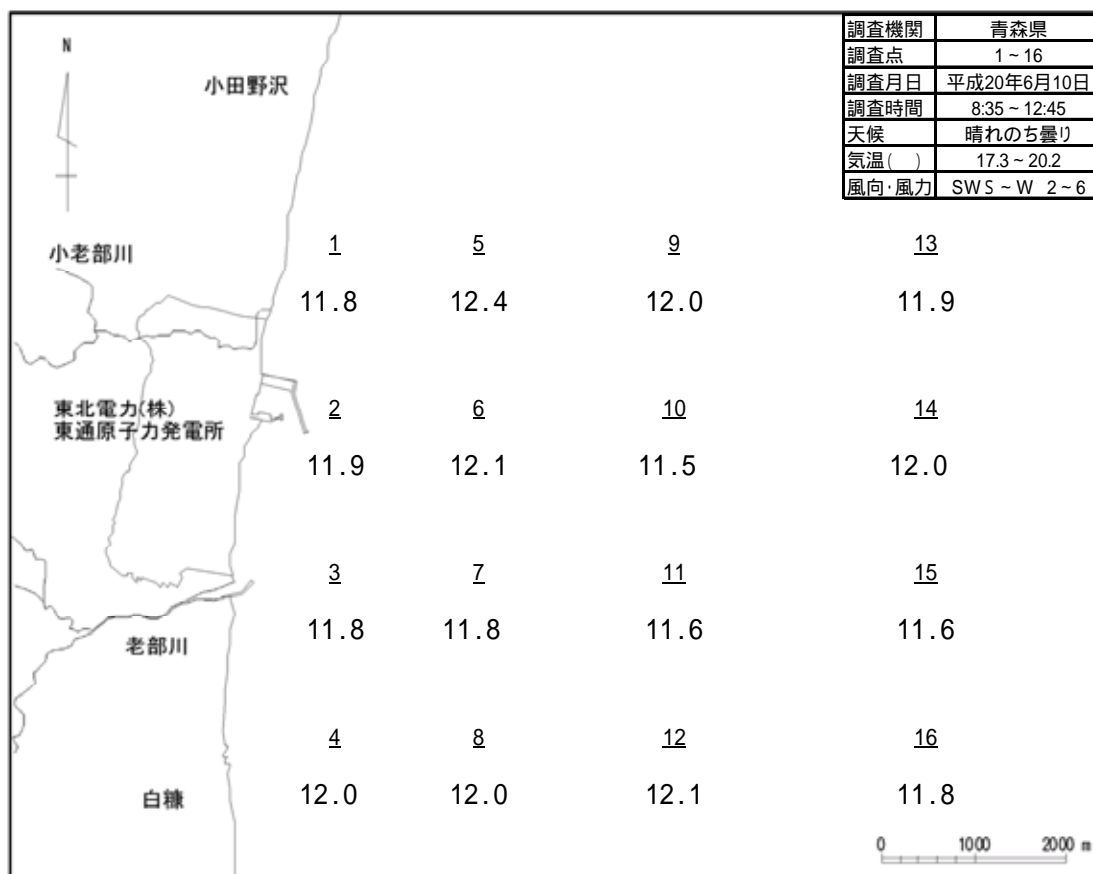 調査機関 青森県
調査点 1~16
調査月日 平成20年6月10日
調査時間 8:35~12:45
天候 晴れのち曇り
気温( ) 17.3~20.2
風向·風力 SWS~W 2~6
N
小田野沢
小老部川
1 5 9 13
11.8 12.4 12.0 11.9
東北電力(株)
東通原子力発電所
2 6 10 14
11.9 12.1 11.5 12.0
3 7 11 15
11.8 11.8 11.6 11.6
老部川
4 8 12 16
12.0 12.0 12.1 11.8
白糠
0 1000 2000 m